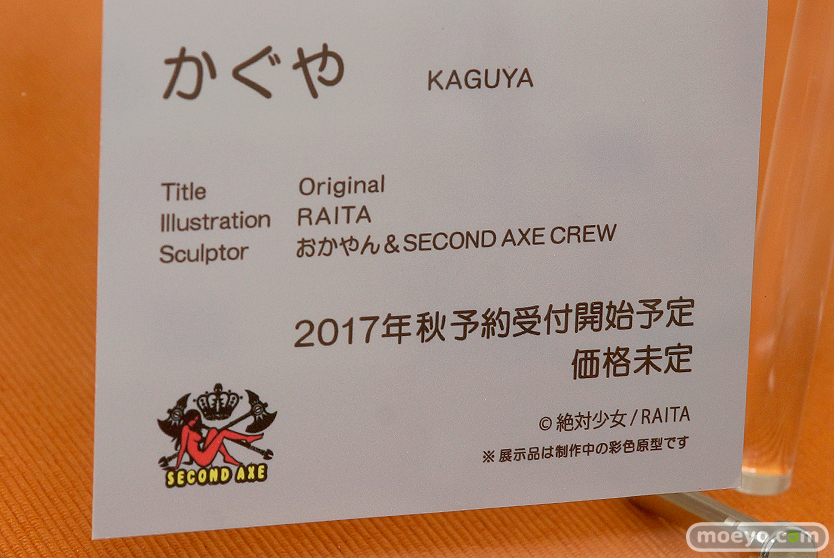 かぐや KAGUYA
Title Original
Illustration RAITA
Sculptor おかやん＆SECOND AXE CREW
2017年秋予約受付開始予定
価格未定
©絶対少女/RAITA
※展示品は制作中の彩色原型です
SECOND AXE
moeyo.com